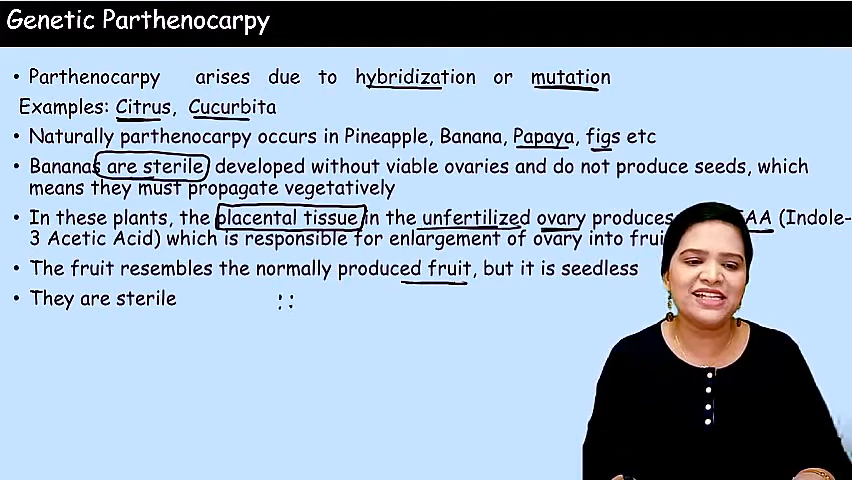 Genetic Parthenocarpy
• Parthenocarpy arises due to hybridization or mutation
Examples: Citrus, Cucurbita
• Naturally parthenocarpy occurs in Pineapple, Banana, Papaya, figs etc
• Bananas are sterile, developed without viable ovaries and do not produce seeds, which
means they must propagate vegetatively
• In these plants, the placental tissue in the unfertilized ovary produces IAA (Indole-
3 Acetic Acid) which is responsible for enlargement of ovary into
• The fruit resembles the normally produced fruit, but it is seedless
• They are sterile